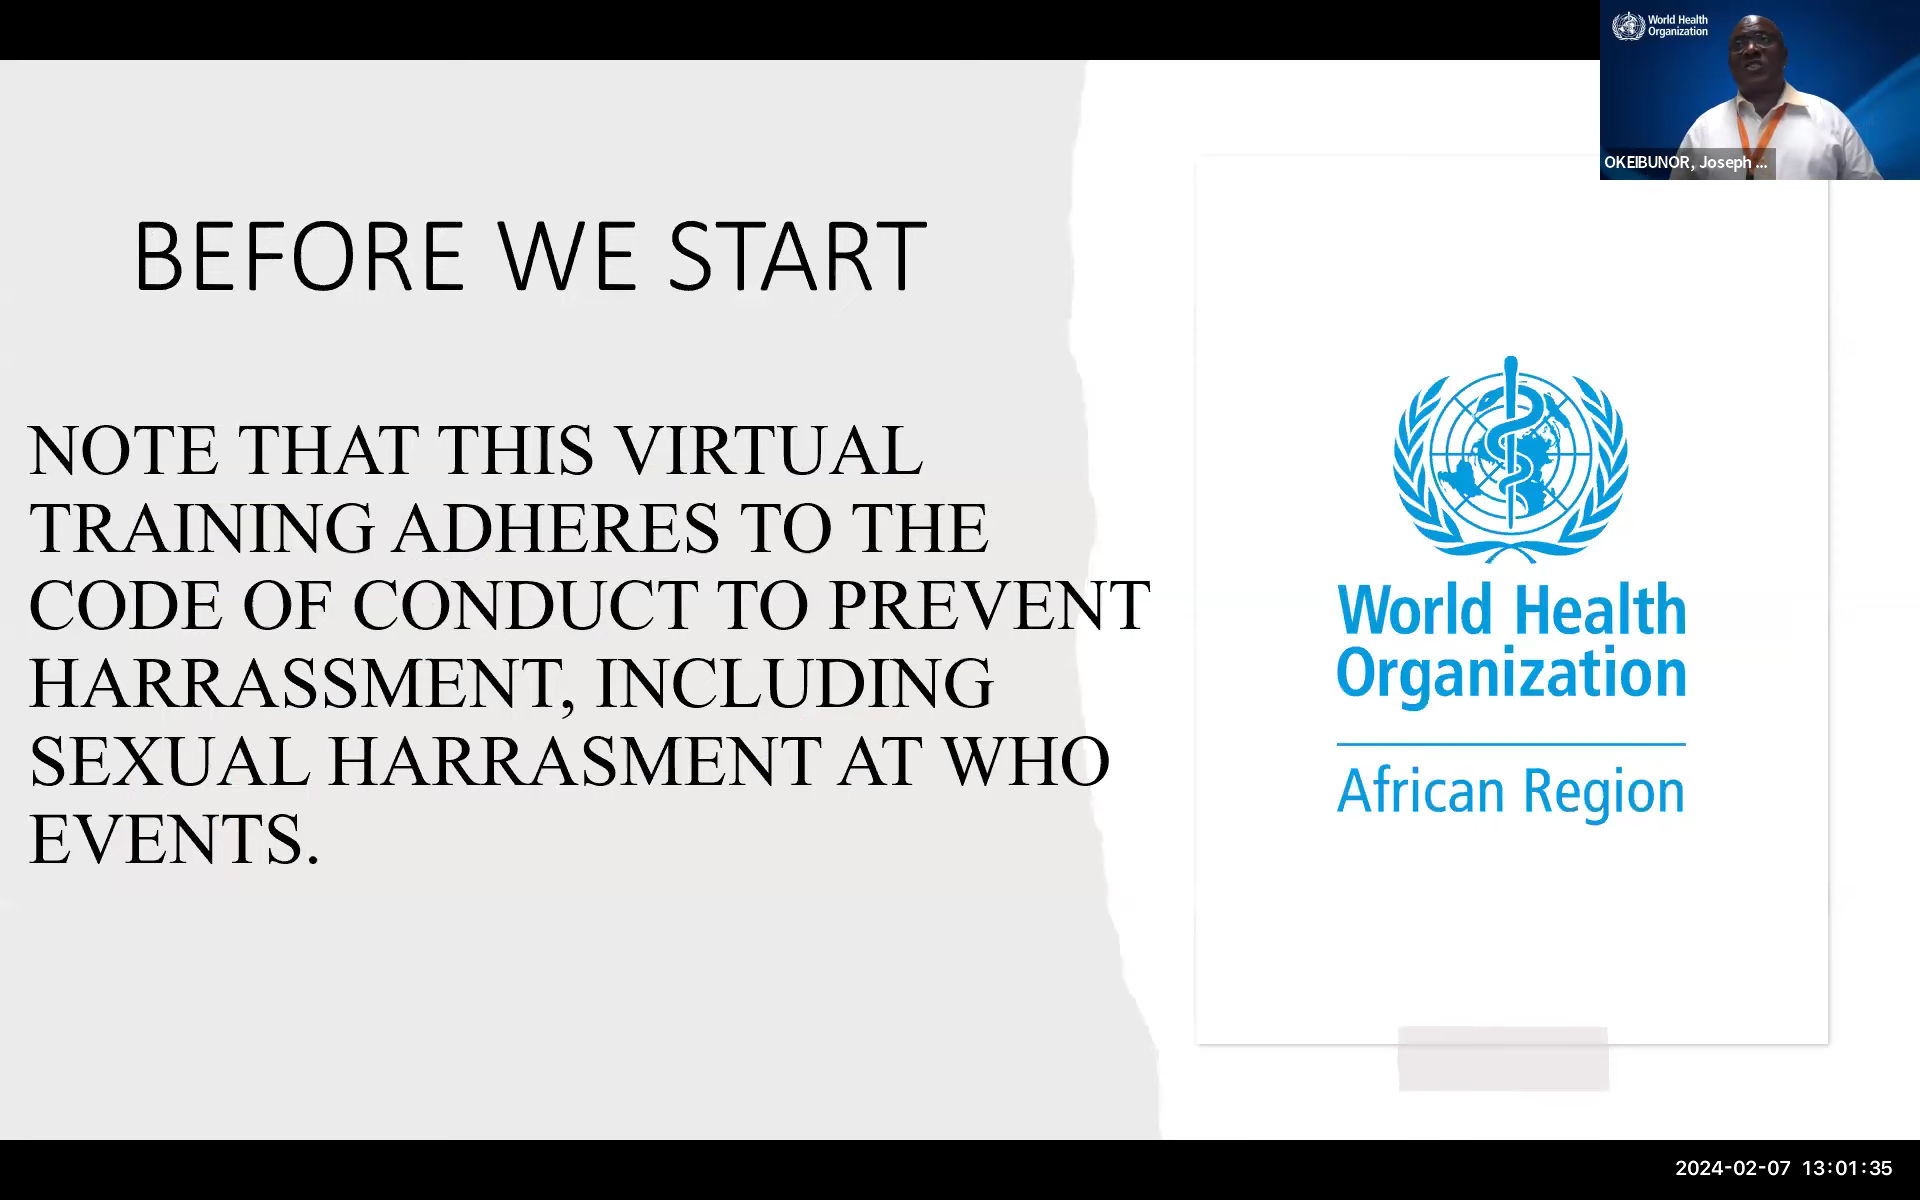 World Health
Organization
OKEIBUNOR, Joseph ...
BEFORE WE START
NOTE THAT THIS VIRTUAL
TRAINING ADHERES TO THE
CODE OF CONDUCT TO PREVENT
HARRASSMENT, INCLUDING
SEXUAL HARRASMENT AT WHO
EVENTS.
World Health
Organization
African Region
2024-02-07 13:01:35